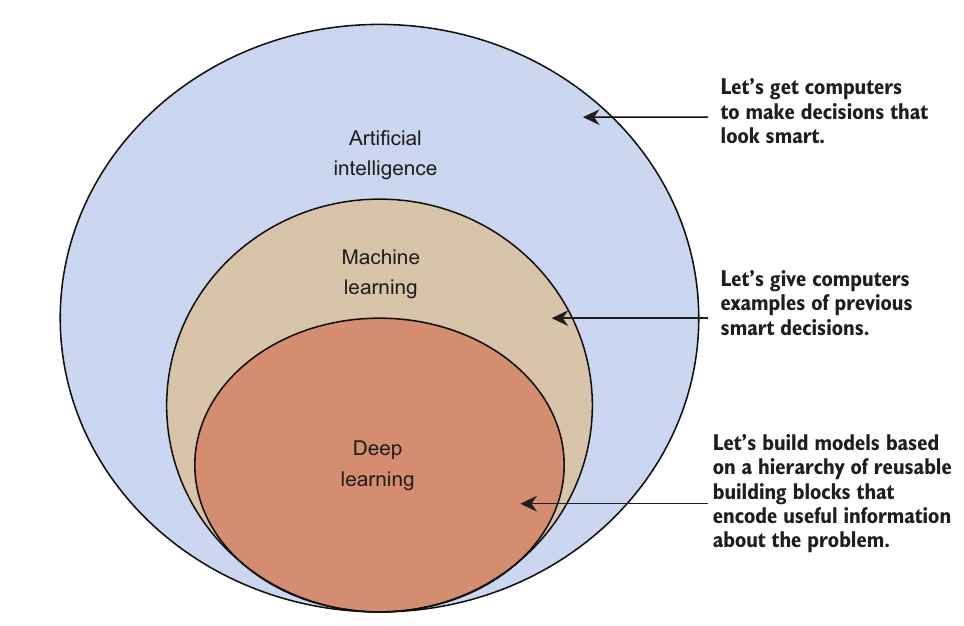 Artificial
intelligence
Let’s get computers
to make decisions that
look smart.
Machine
learning
Let’s give computers
examples of previous
smart decisions.
Deep
learning
Let’s build models based
on a hierarchy of reusable
building blocks that
encode useful information
about the problem.